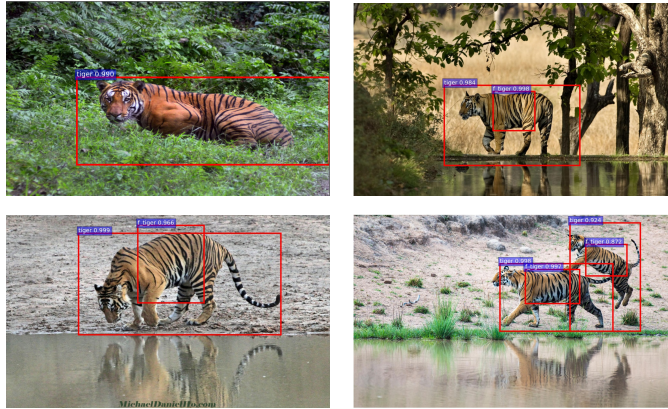 tiger 0.990
tiger 0.984
f_tiger 0.998
f_tiger 0.966
tiger 0.999
tiger 0.924
f_tiger 0.872
tiger 0.998
f_tiger 0.987
MichaelDanielHo.com